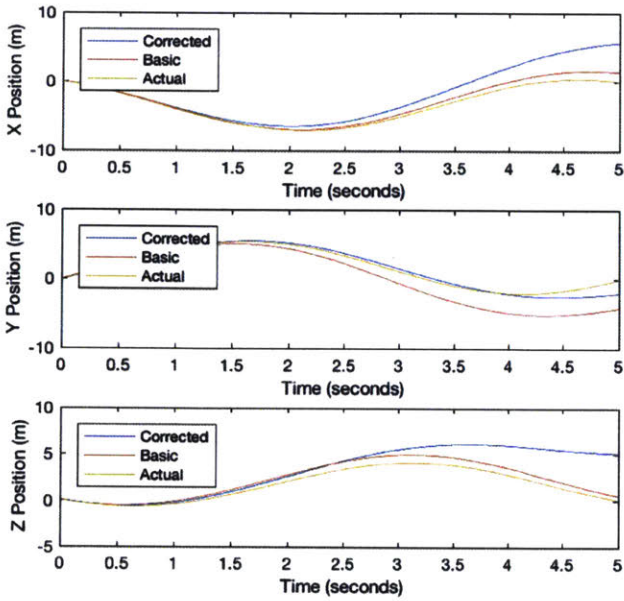 X Position (m)
10
0
-10
Corrected
Basic
Actual
0 0.5 1 1.5 2 2.5 3 3.5 4 4.5 5
Time (seconds)
Y Position (m)
10
0
-10
Corrected
Basic
Actual
0 0.5 1 1.5 2 2.5 3 3.5 4 4.5 5
Time (seconds)
Z Position (m)
10
5
0
-5
Corrected
Basic
Actual
0 0.5 1 1.5 2 2.5 3 3.5 4 4.5 5
Time (seconds)